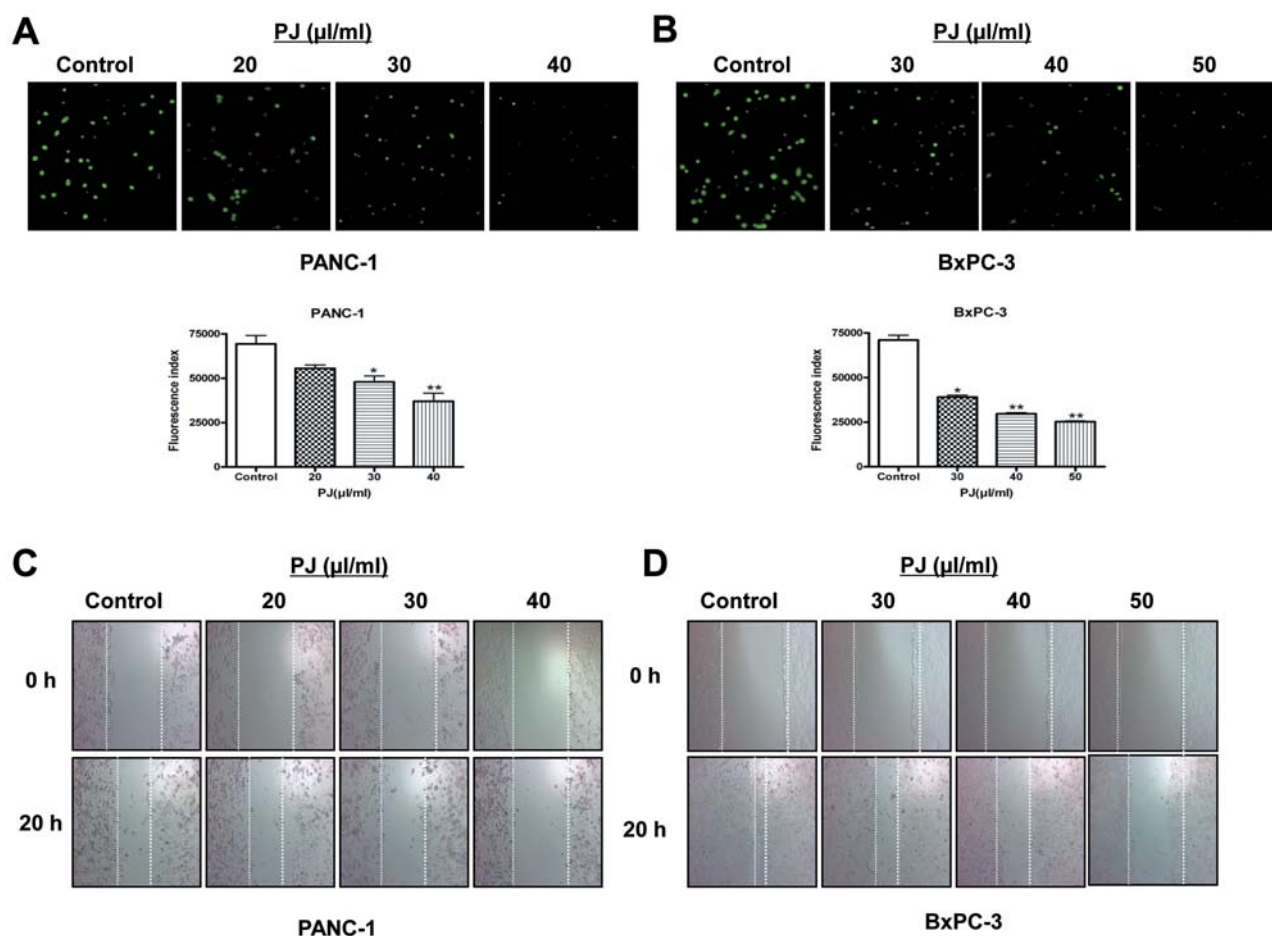 A
PJ (µl/ml)
Control 20 30 40
PANC-1
PANC-1
Fluorescence index
75000
50000
25000
0
* **
Control 20 30 40
PJ(µl/ml)
B
PJ (µl/ml)
Control 30 40 50
BxPC-3
BxPC-3
Fluorescence index
75000
50000
25000
0
* ** **
Control 30 40 50
PJ(µl/ml)
C
PJ (µl/ml)
Control 20 30 40
0 h
20 h
PANC-1
D
PJ (µl/ml)
Control 30 40 50
0 h
20 h
BxPC-3